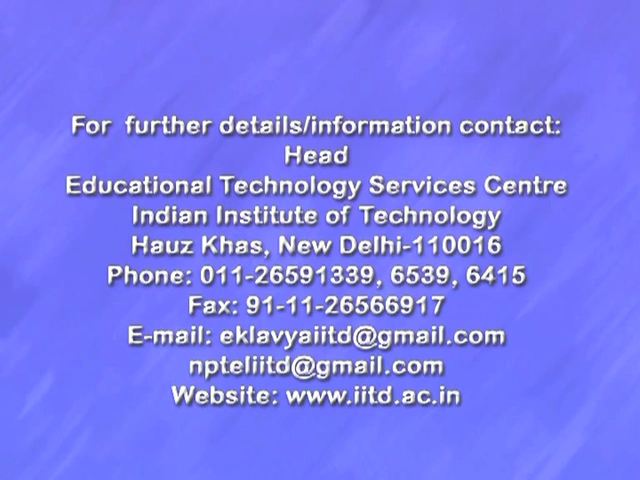 For further details/information contact:
Head
Educational Technology Services Centre
Indian Institute of Technology
Hauz Khas, New Delhi-110016
Phone: 011-26591339, 6539, 6415
Fax: 91-11-26566917
E-mail: eklavyaiitd@gmail.com
npteliitd@gmail.com
Website: www.iitd.ac.in